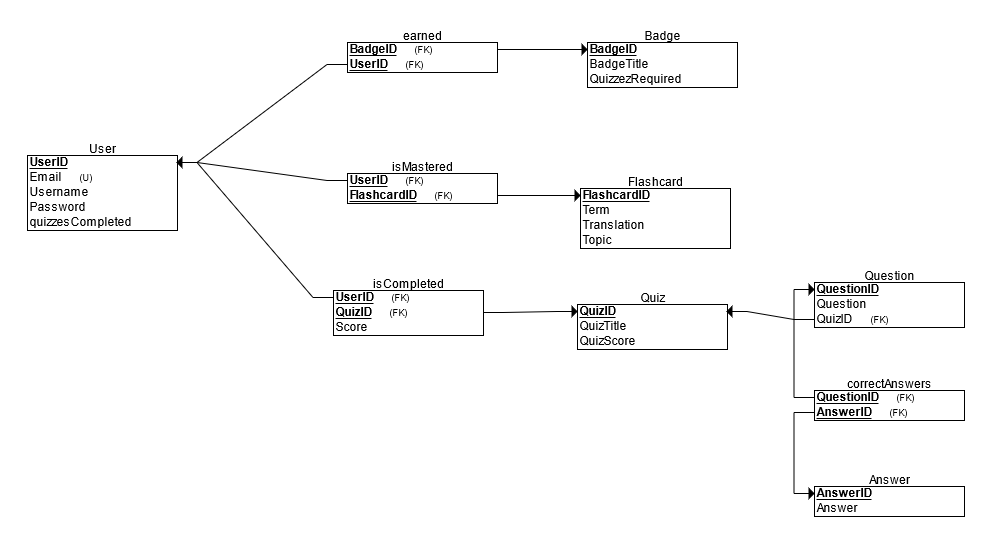 earned
BadgeID (FK)
UserID (FK)
Badge
BadgeID
BadgeTitle
QuizzezRequired
User
UserID
Email (U)
Username
Password
quizzesCompleted
isMastered
UserID (FK)
FlashcardID (FK)
Flashcard
FlashcardID
Term
Translation
Topic
isCompleted
UserID (FK)
QuizID (FK)
Score
Quiz
QuizID
QuizTitle
QuizScore
Question
QuestionID
Question
QuizID (FK)
correctAnswers
QuestionID (FK)
AnswerID (FK)
Answer
AnswerID
Answer